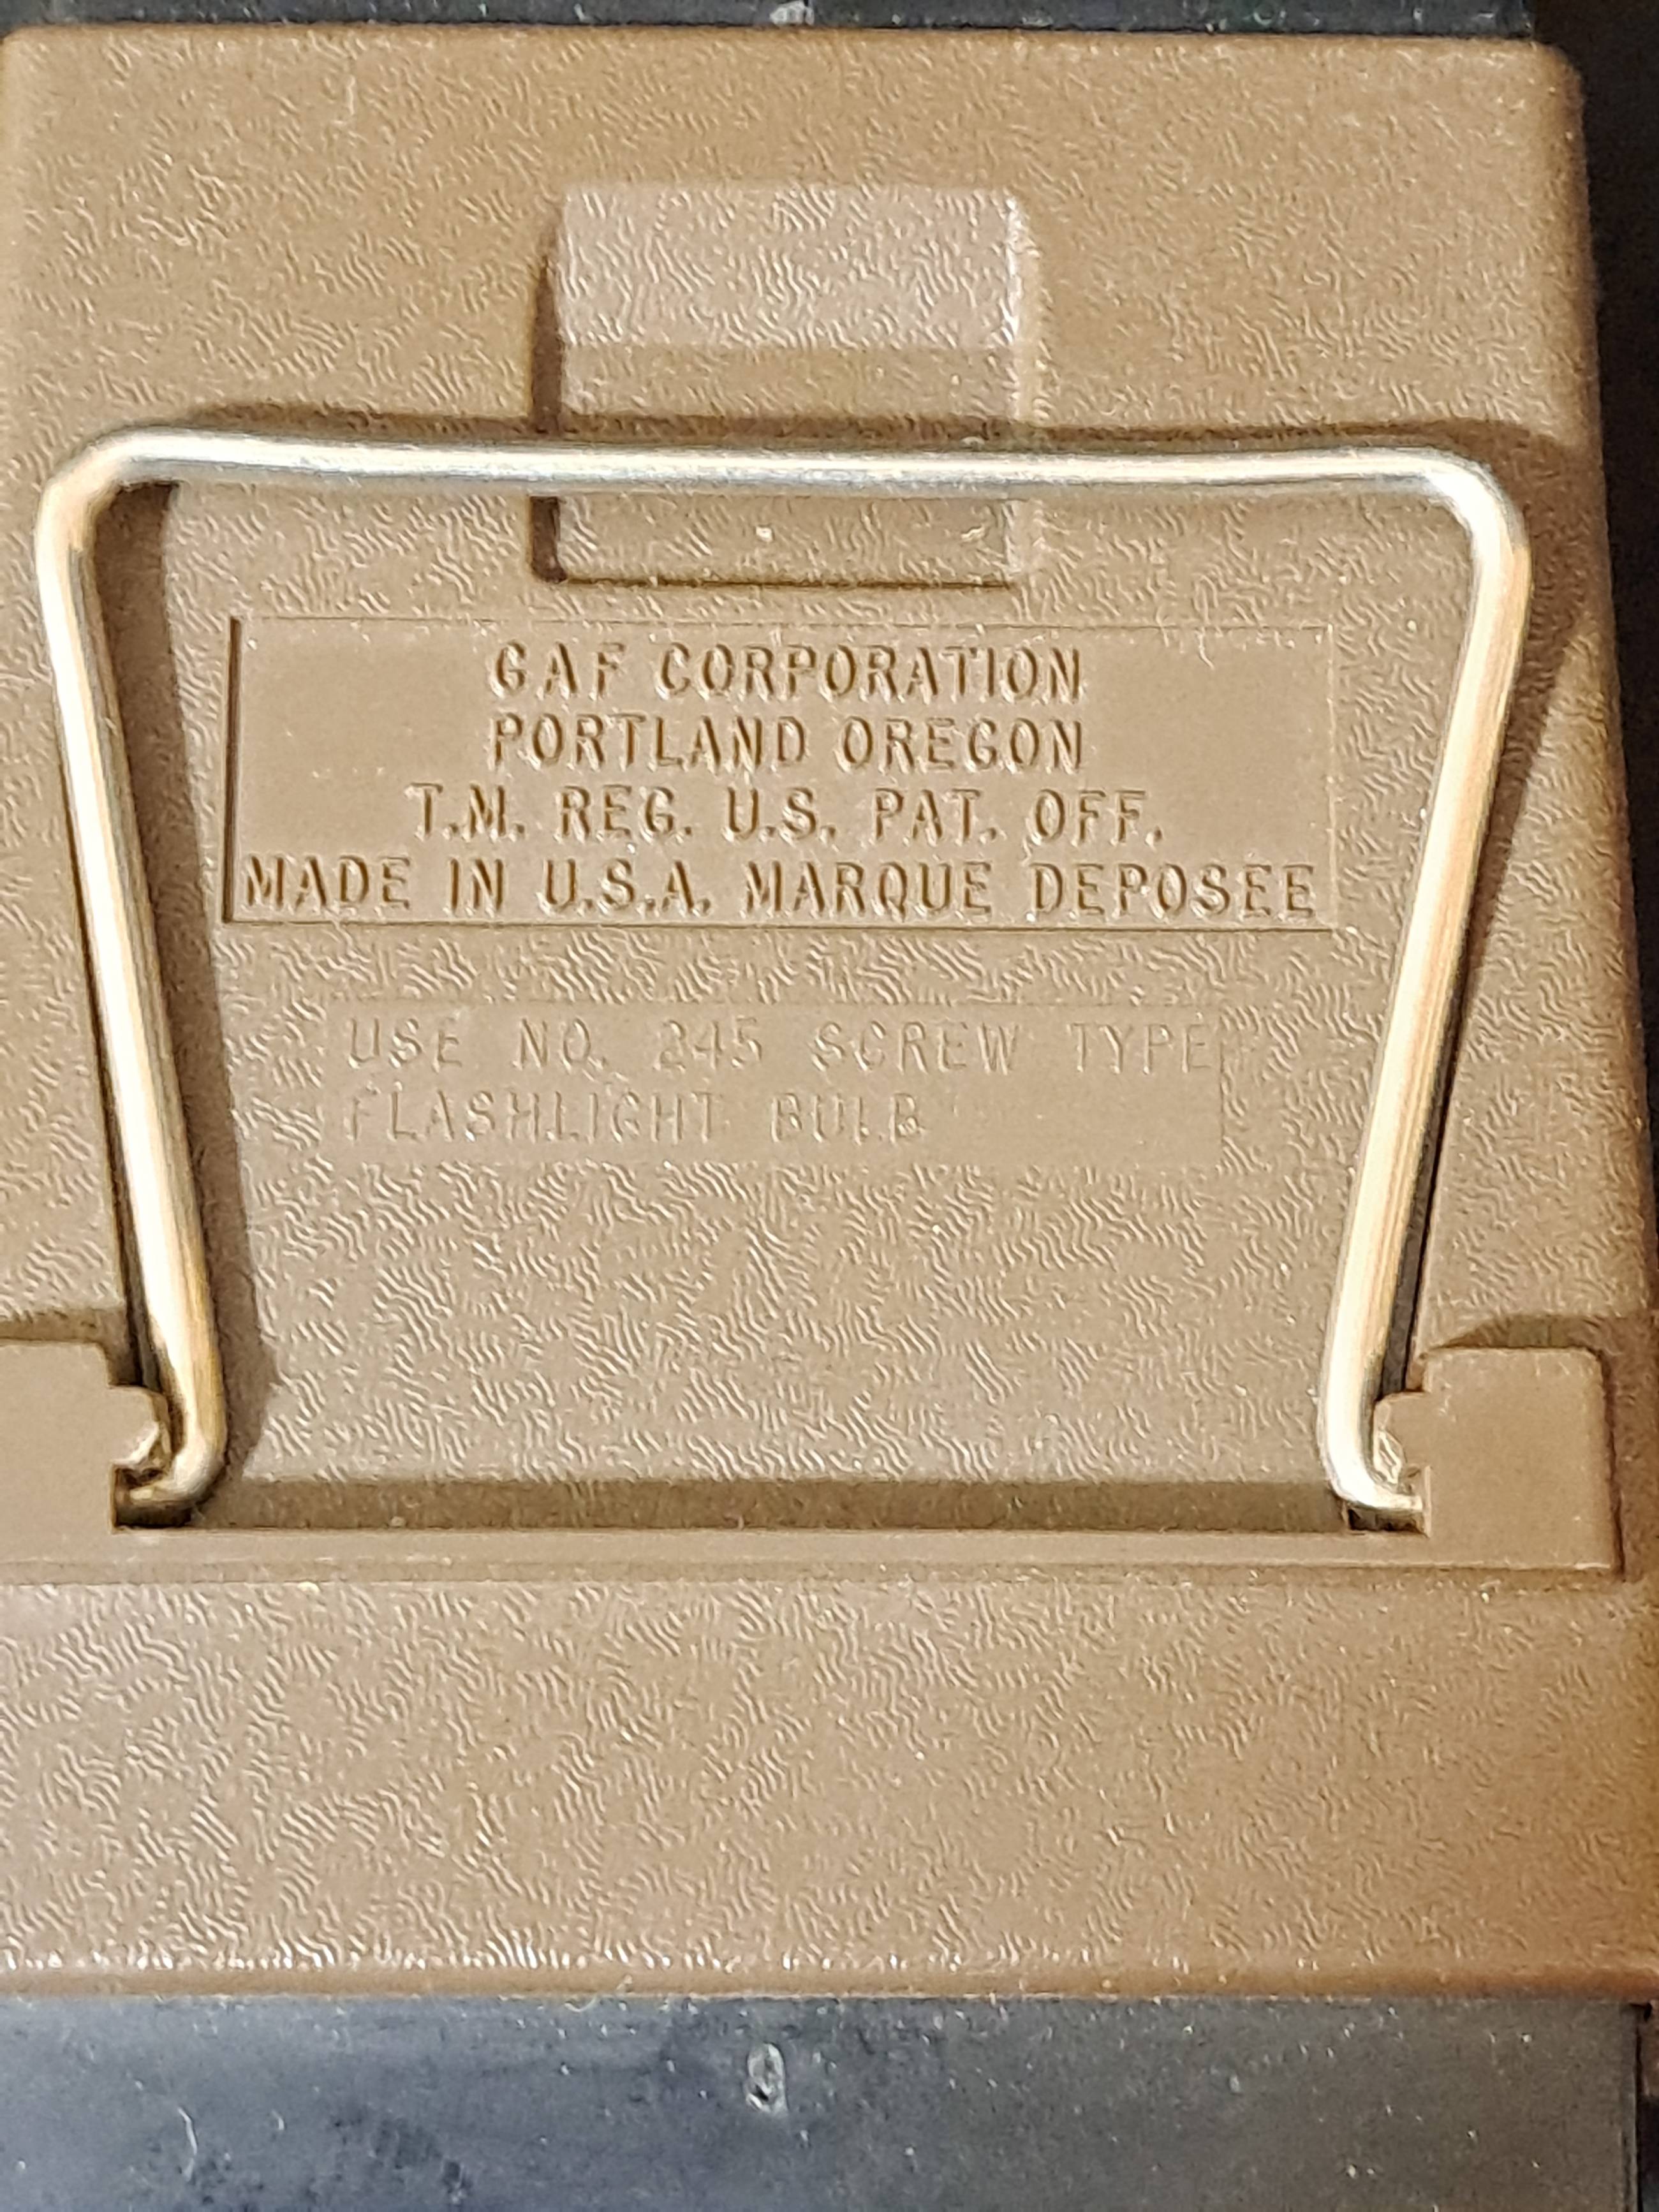 GAF CORPORATION
PORTLAND OREGON
T.M. REG. U.S. PAT. OFF.
MADE IN U.S.A. MARQUE DEPOSEE
USE NO. 245 SCREW TYPE
FLASHLIGHT BULB